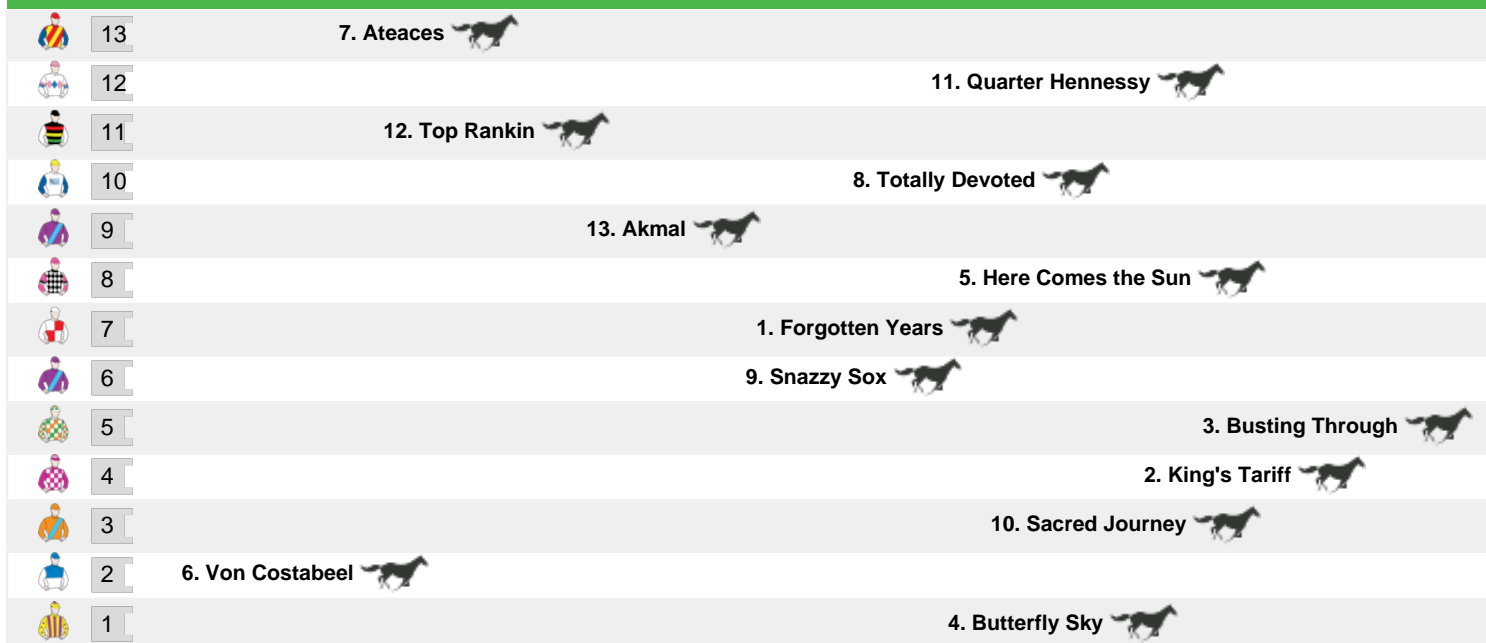 13 7. Ateaces
12 11. Quarter Hennessy
11 12. Top Rankin
10 8. Totally Devoted
9 13. Akmal
8 5. Here Comes the Sun
7 1. Forgotten Years
6 9. Snazzy Sox
5 3. Busting Through
4 2. King's Tariff
3 10. Sacred Journey
2 6. Von Costabeel
1 4. Butterfly Sky